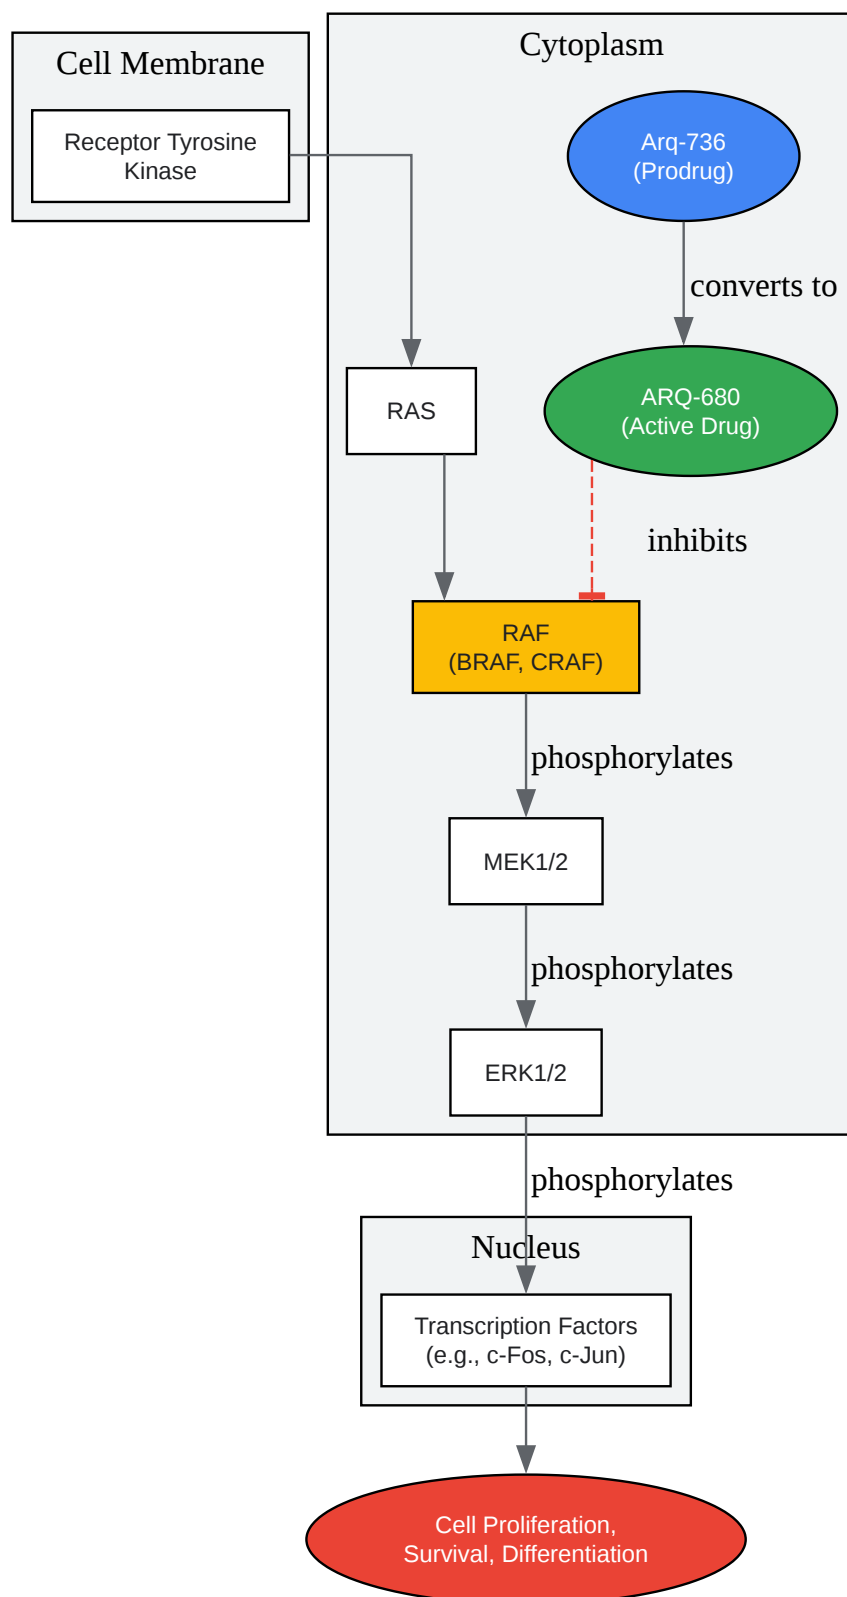 Cell Membrane
Receptor Tyrosine
Kinase
Cytoplasm
Arq-736
(Prodrug)
converts to
ARQ-680
(Active Drug)
RAS
inhibits
RAF
(BRAF, CRAF)
phosphorylates
MEK1/2
phosphorylates
ERK1/2
phosphorylates
Nucleus
Transcription Factors
(e.g., c-Fos, c-Jun)
Cell Proliferation,
Survival, Differentiation